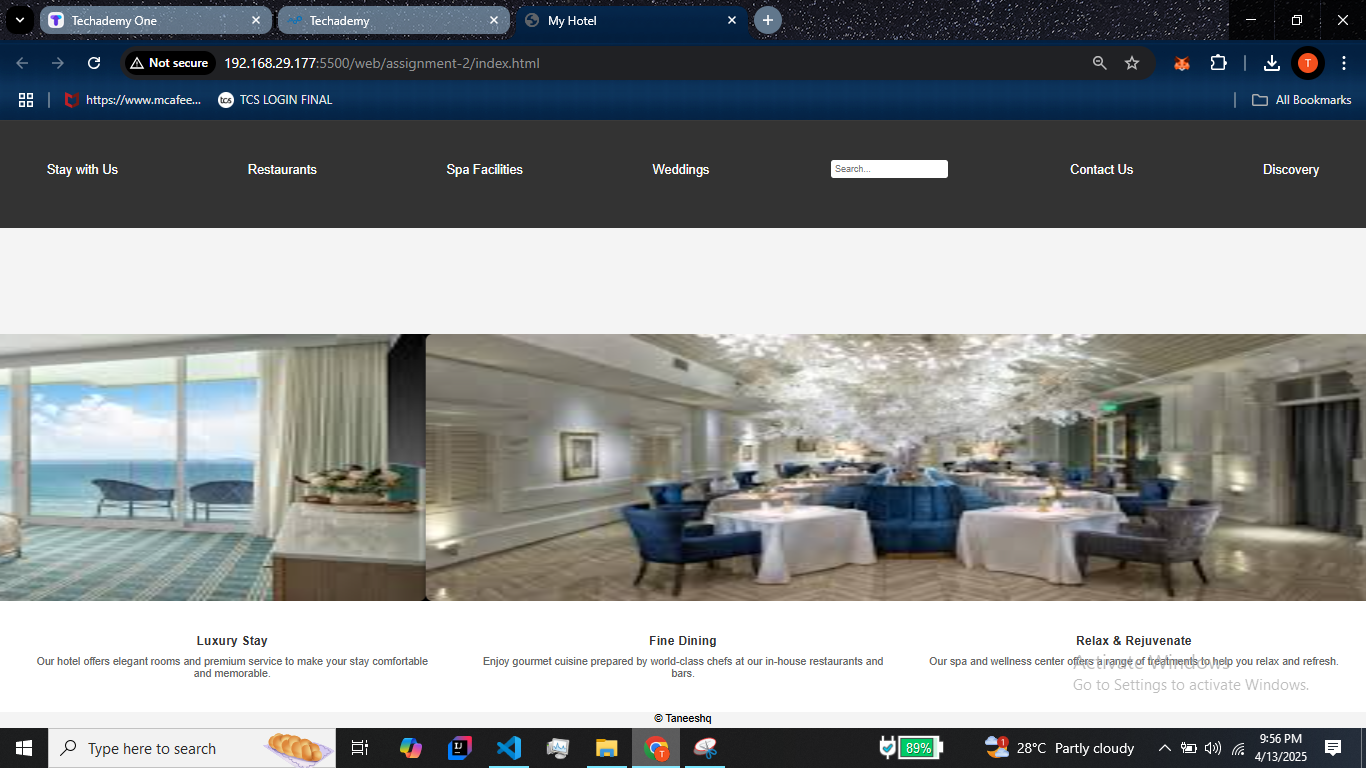 Techademy One
Techademy
My Hotel
Not secure
192.168.29.177:5500/web/assignment-2/index.html
T
https://www.mcafee...
tcs
TCS LOGIN FINAL
All Bookmarks
Stay with Us
Restaurants
Spa Facilities
Weddings
Search...
Contact Us
Discovery
Luxury Stay
Our hotel offers elegant rooms and premium service to make your stay comfortable
and memorable.
Fine Dining
Enjoy gourmet cuisine prepared by world-class chefs at our in-house restaurants and
bars.
Relax & Rejuvenate
Our spa and wellness center offers a range of treatments to help you relax and refresh.
Activate Windows
Go to Settings to activate Windows.
© Taneeshq
Type here to search
89%
1
28°C Partly cloudy
9:56 PM
4/13/2025